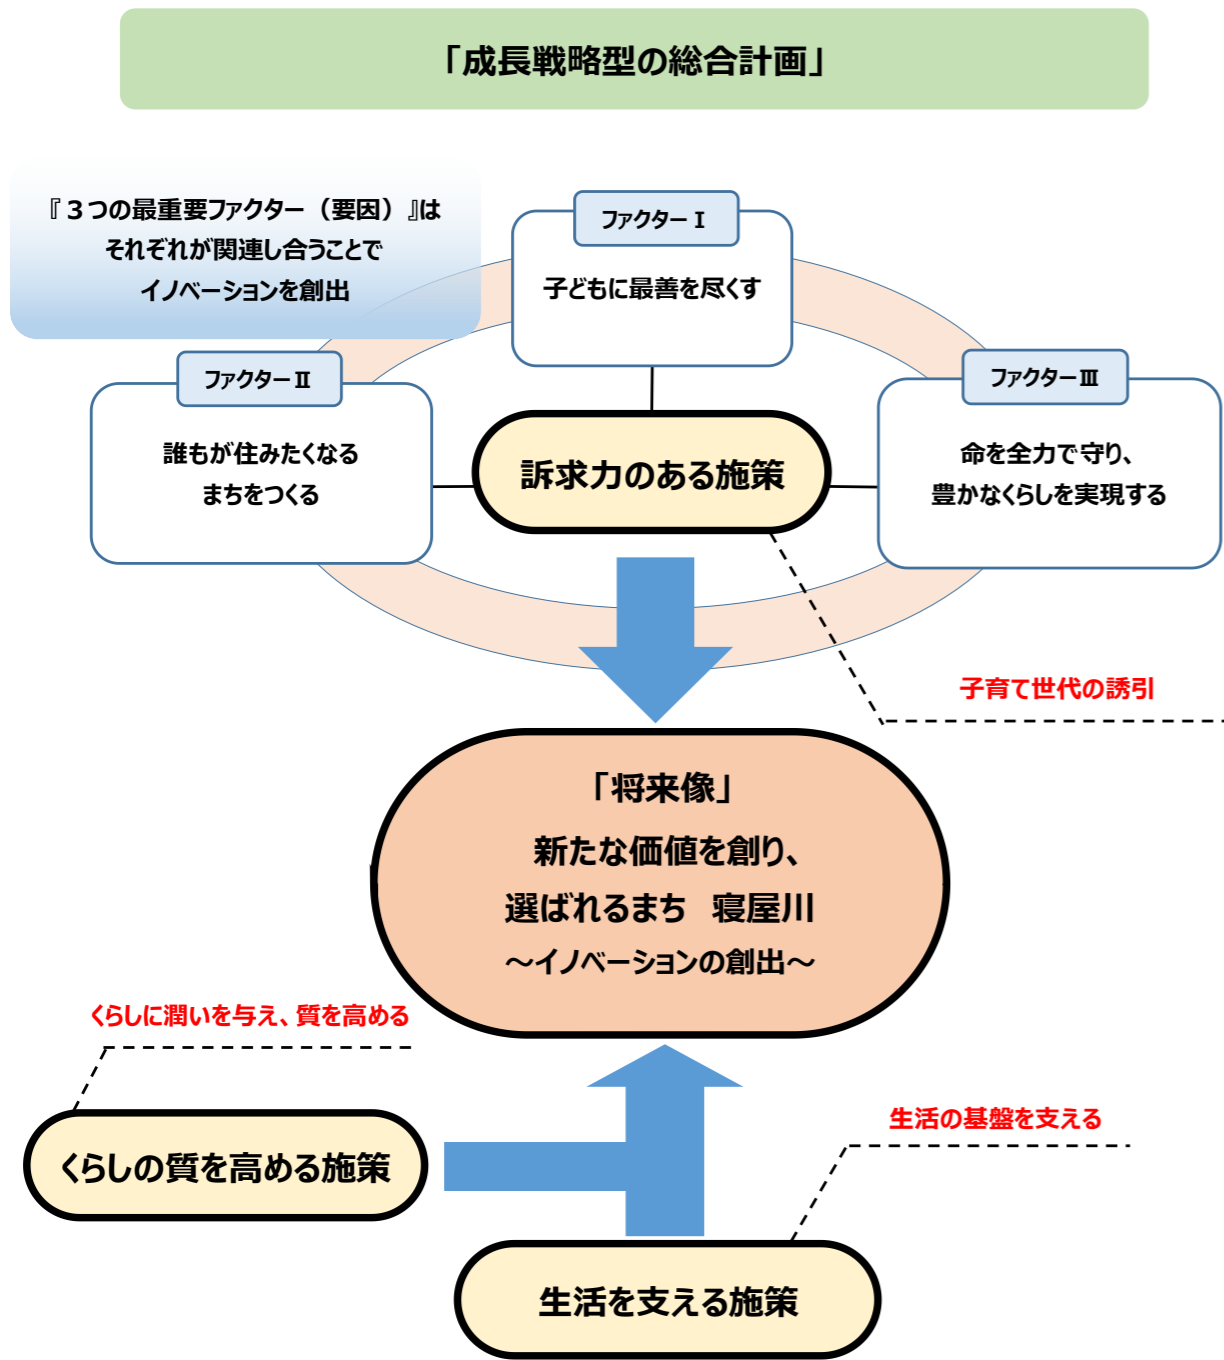 「成長戦略型の総合計画」
『３つの最重要ファクター（要因）』は
それぞれが関連し合うことで
イノベーションを創出
ファクターⅠ
子どもに最善を尽くす
ファクターⅡ
誰もが住みたくなる
まちをつくる
ファクターⅢ
命を全力で守り、
豊かなくらしを実現する
訴求力のある施策
子育て世代の誘引
「将来像」
新たな価値を創り、
選ばれるまち　寝屋川
～イノベーションの創出～
くらしに潤いを与え、質を高める
くらしの質を高める施策
生活の基盤を支える
生活を支える施策